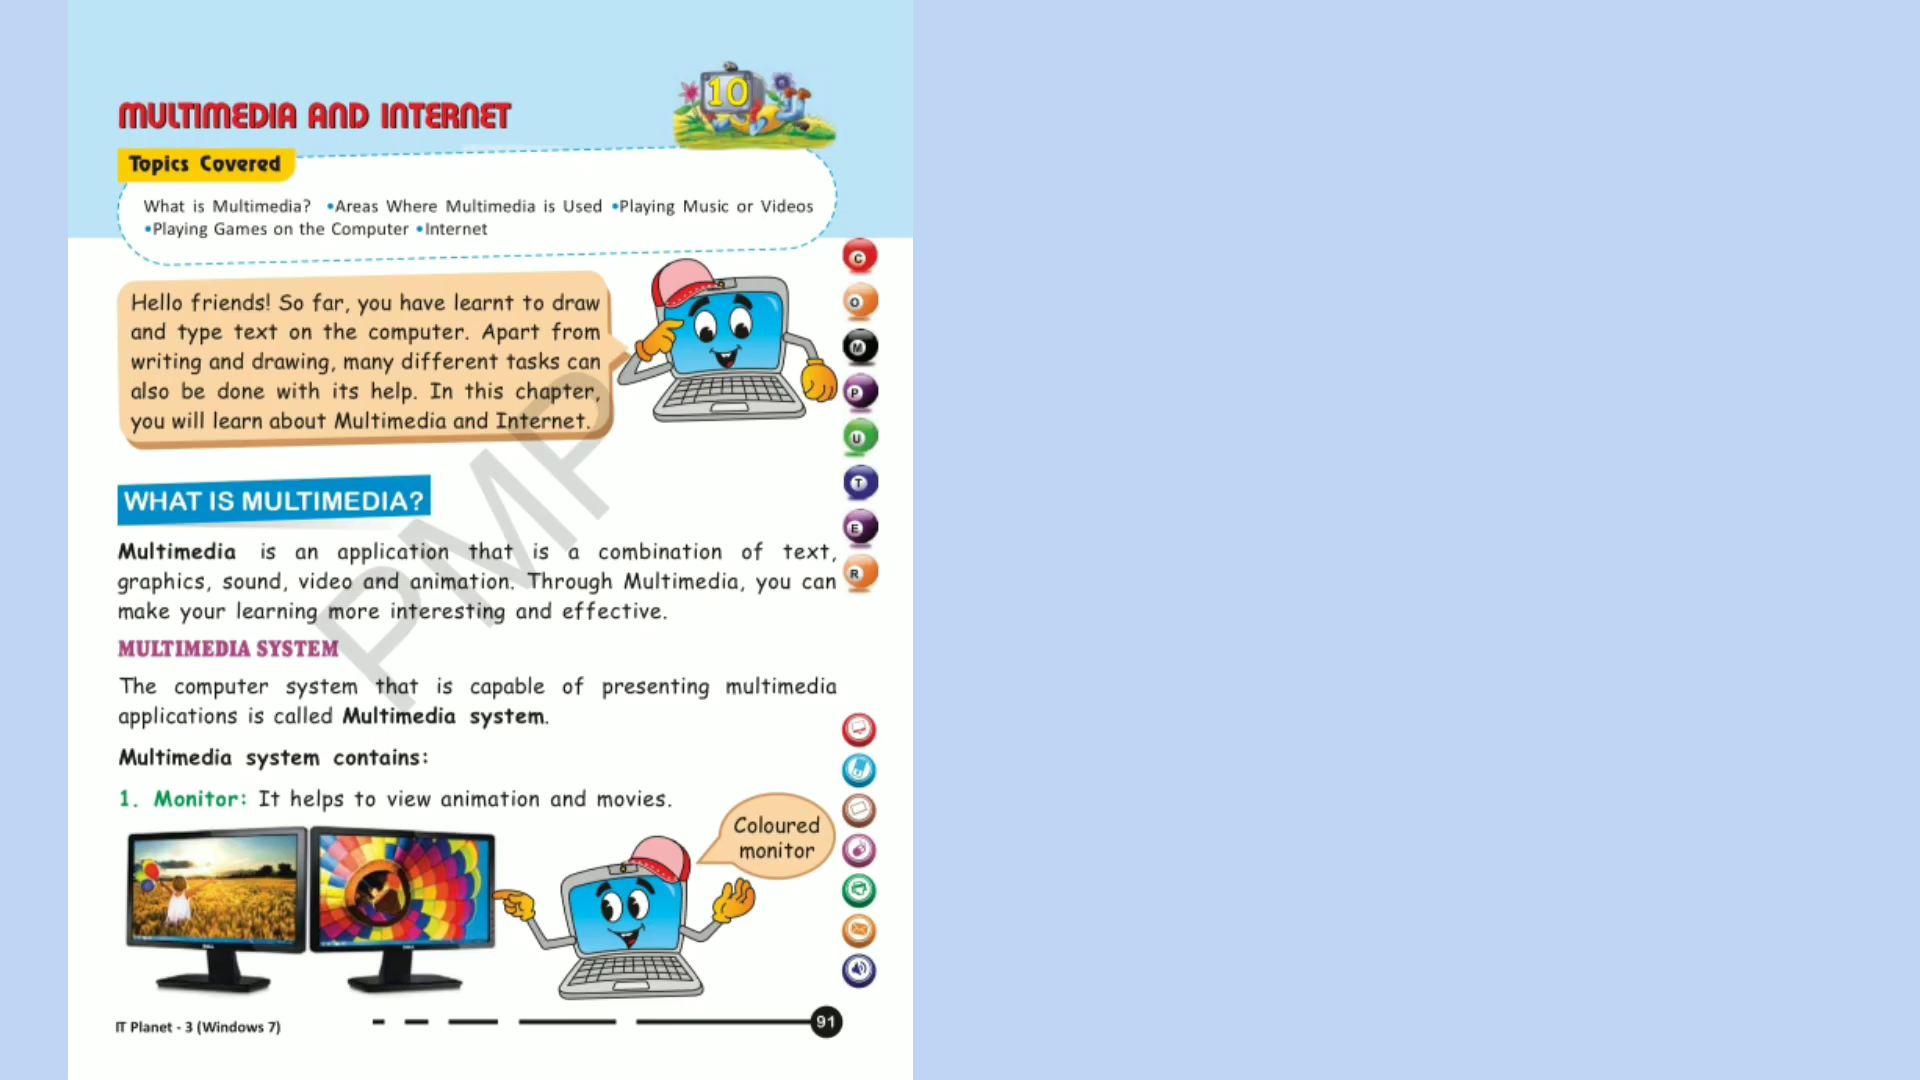 MULTIMEDIA AND INTERNET
10
Topics Covered
What is Multimedia? •Areas Where Multimedia is Used •Playing Music or Videos
•Playing Games on the Computer •Internet
Hello friends! So far, you have learnt to draw
and type text on the computer. Apart from
writing and drawing, many different tasks can
also be done with its help. In this chapter,
you will learn about Multimedia and Internet.
C
O
M
P
U
T
E
R
WHAT IS MULTIMEDIA?
Multimedia is an application that is a combination of text,
graphics, sound, video and animation. Through Multimedia, you can
make your learning more interesting and effective.
MULTIMEDIA SYSTEM
The computer system that is capable of presenting multimedia
applications is called Multimedia system.
Multimedia system contains:
1. Monitor: It helps to view animation and movies.
Coloured
monitor
DELL
DELL
IT Planet - 3 (Windows 7)
91
PMP